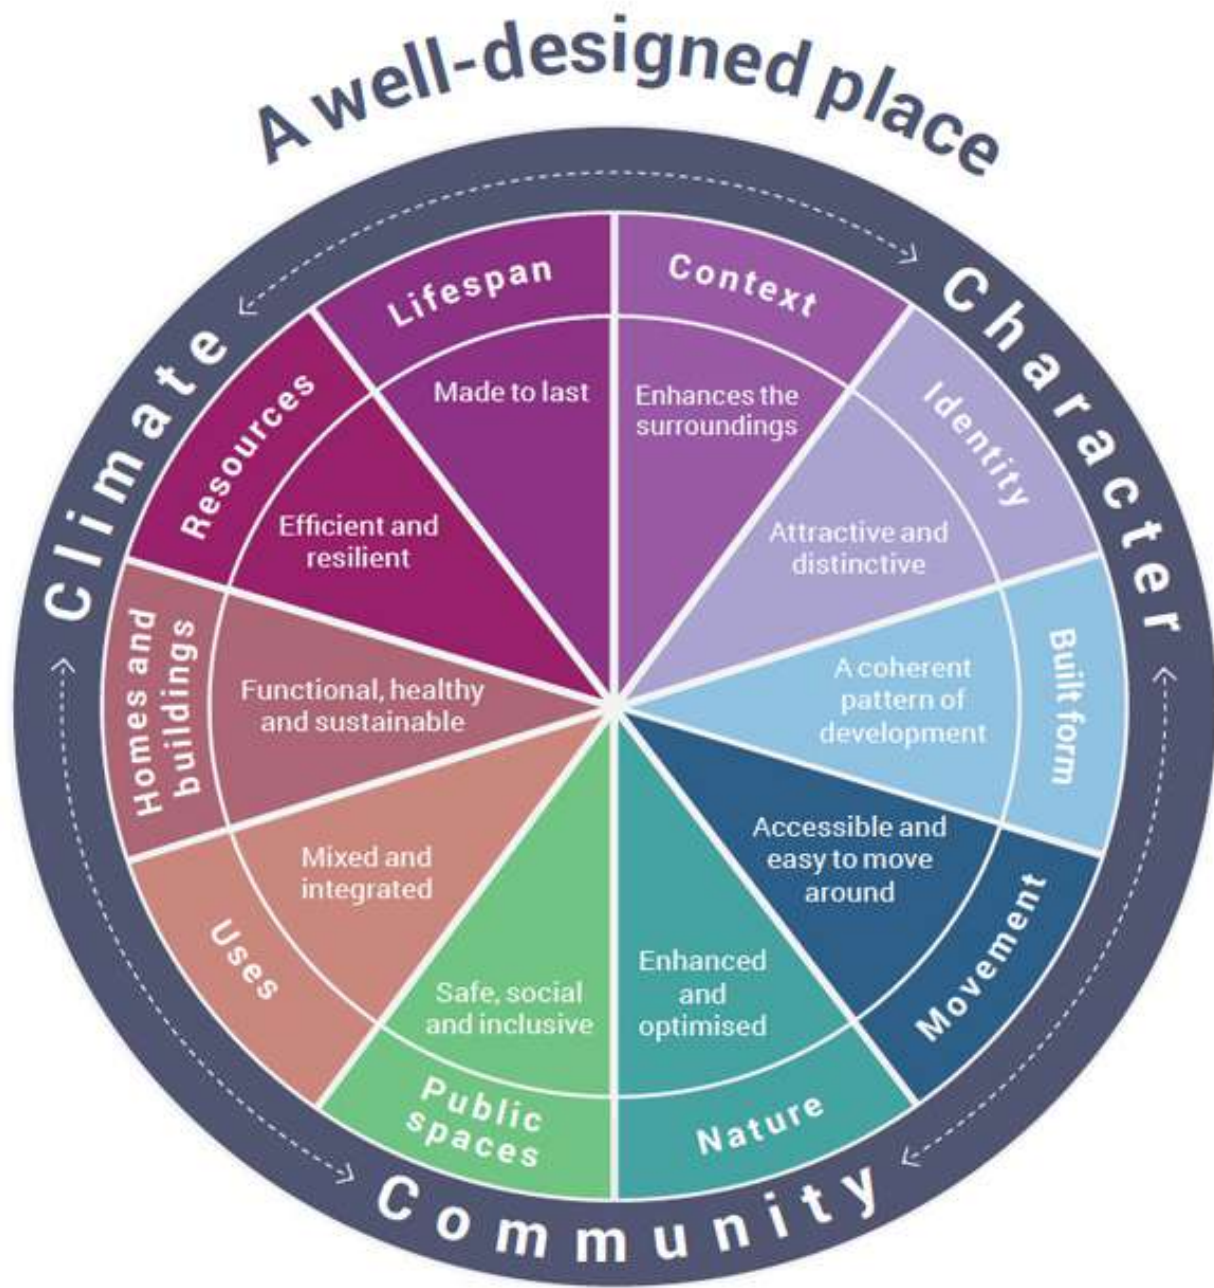 A well-designed place
Climate
Character
Community
Context
Enhances the
surroundings
Identity
Attractive and
distinctive
Built form
A coherent
pattern of
development
Movement
Accessible and
easy to move
around
Nature
Enhanced
and
optimised
Public
spaces
Safe, social
and inclusive
Uses
Mixed and
integrated
Homes and
buildings
Functional, healthy
and sustainable
Resources
Efficient and
resilient
Lifespan
Made to last